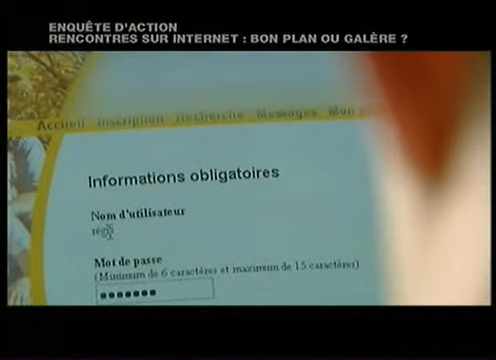 ENQUÊTE D'ACTION
RENCONTRES SUR INTERNET : BON PLAN OU GALÈRE ?
Accueil Inscription Recherche Messages Mon
Informations obligatoires
Nom d'utilisateur
Mot de passe
(Minimum de 6 caractères et maximum de 15 caractères)